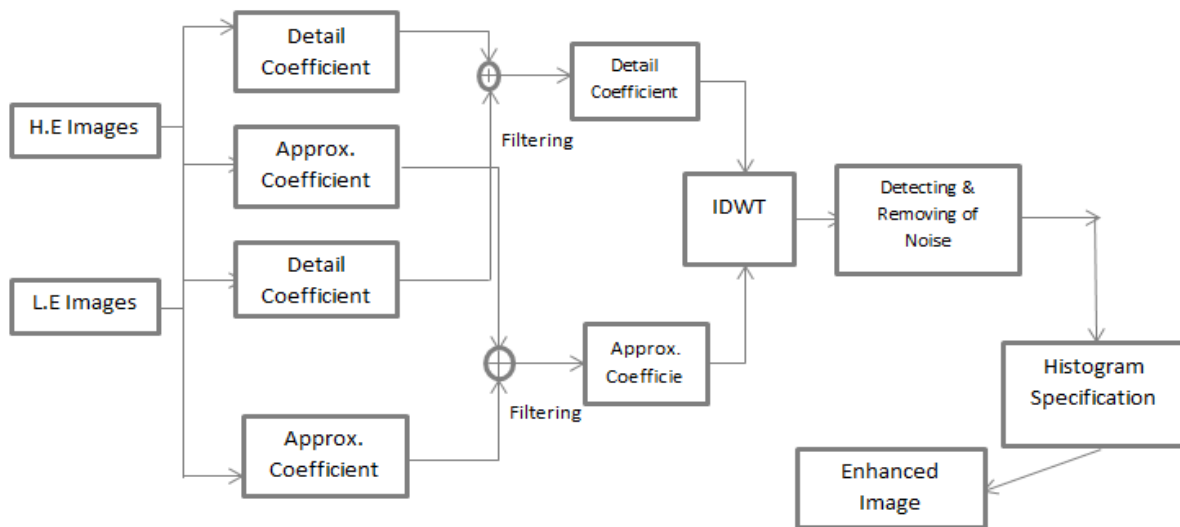 Detail
Coefficient
H.E Images
Approx.
Coefficient
Detail
Coefficient
L.E Images
Approx.
Coefficient
Filtering
Detail
Coefficient
Filtering
Approx.
Coefficie
IDWT
Detecting &
Removing of
Noise
Histogram
Specification
Enhanced
Image